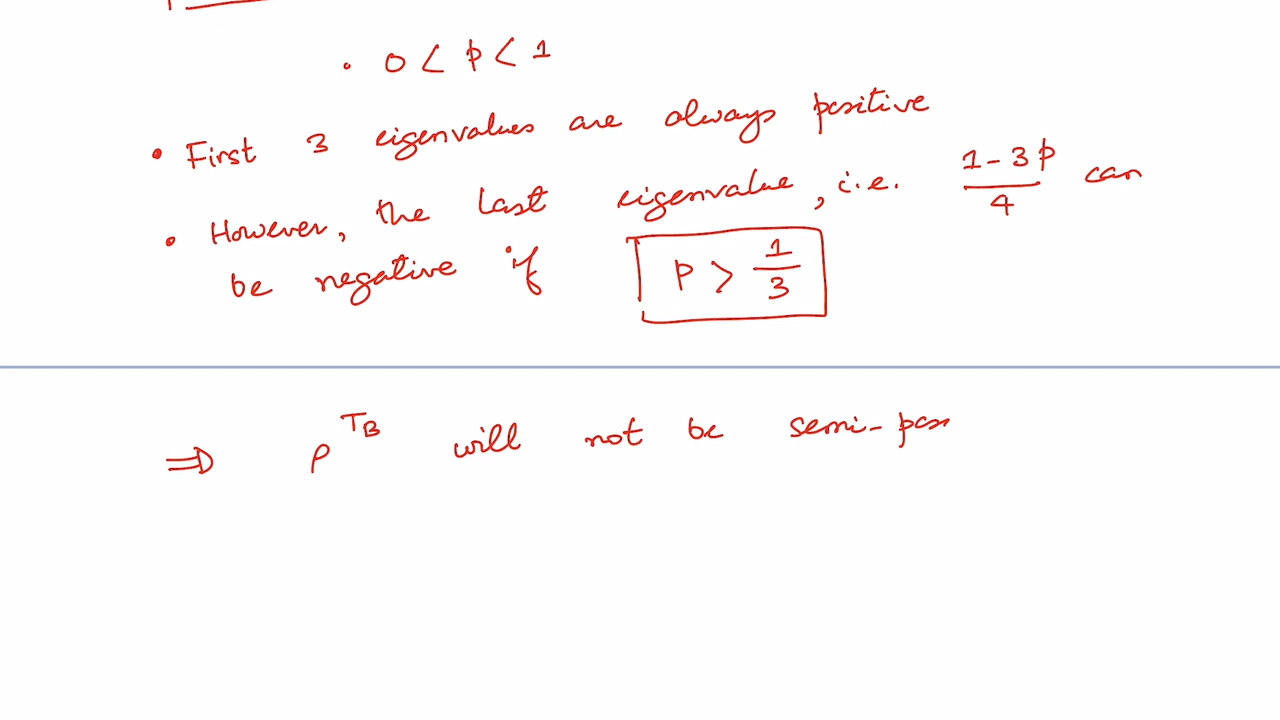 • 0 < p < 1
• First 3 eigenvalues are always positive
• However, the last eigenvalue, i.e. (1-3p)/4 can
be negative if p > 1/3
⇒ ρ^{T_B} will not be semi-pos